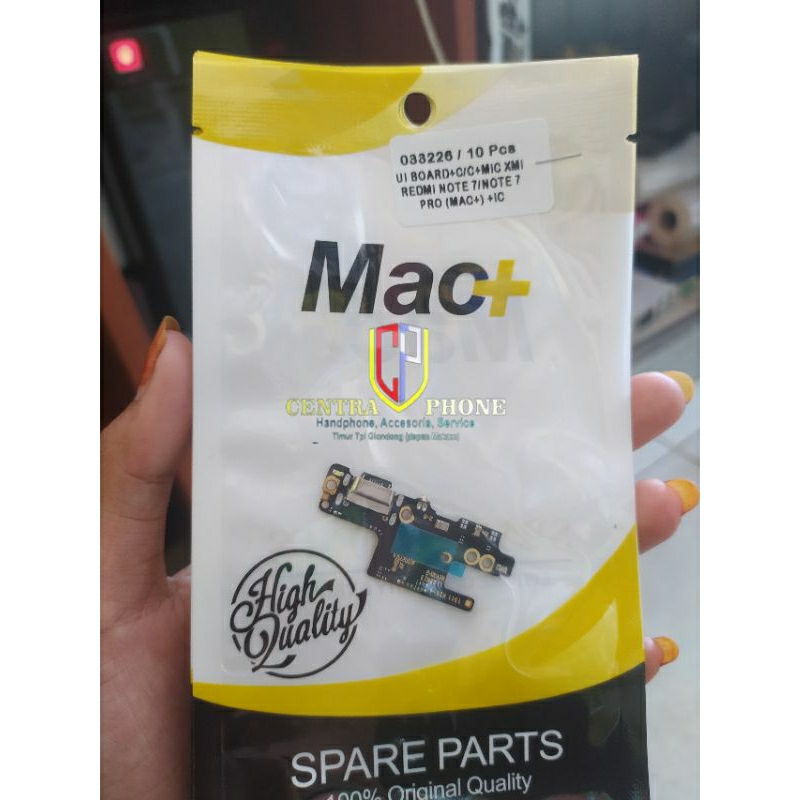 033226 / 10 Pcs
UI BOARD+C/C+MIC XMI
REDMI NOTE 7/NOTE 7
PRO (MAC+) +IC
Mac+
CP
CENTRA PHONE
Handphone, Accesoris, Service
High
Quality
SPARE PARTS
100% Original Quality